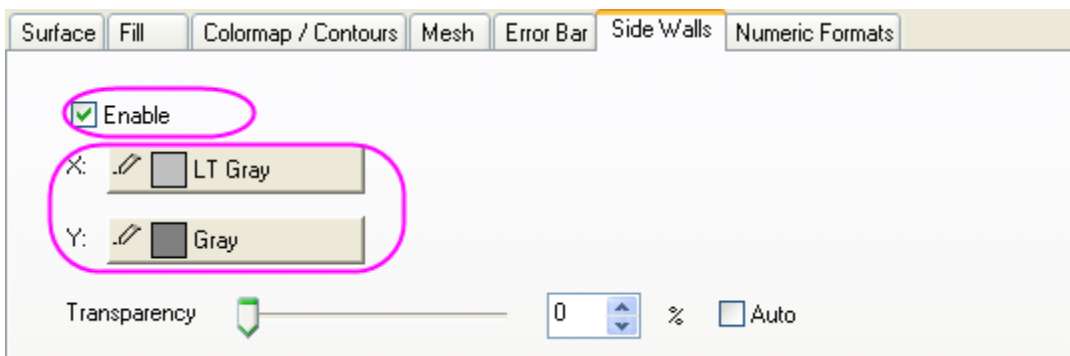 Surface Fill Colormap / Contours Mesh Error Bar Side Walls Numeric Formats
Enable
X: LT Gray
Y: Gray
Transparency 0 % Auto